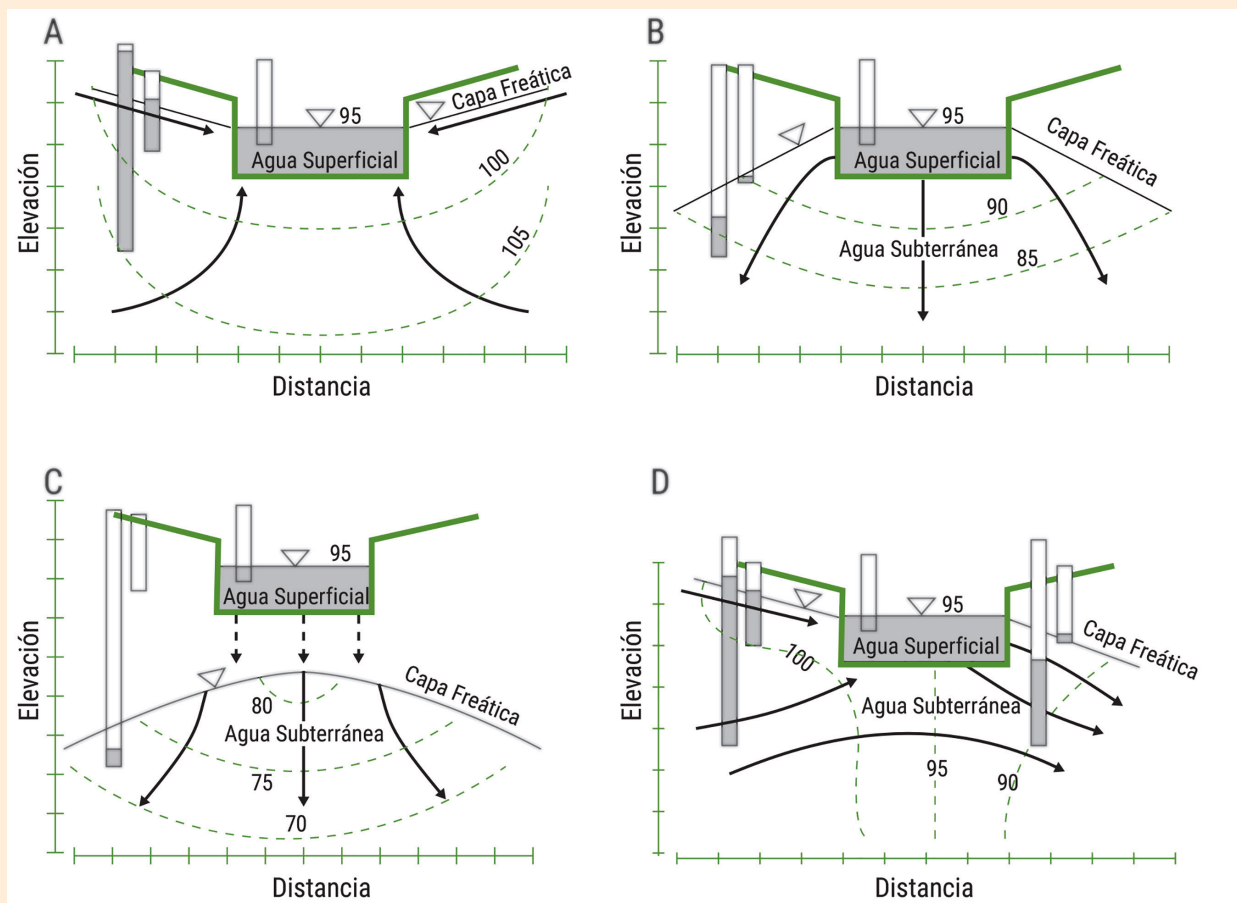 A
Elevación
95
Capa Freática
Agua Superficial
100
105
Distancia
B
Elevación
95
Capa Freática
Agua Superficial
90
Agua Subterránea
85
Distancia
C
Elevación
95
Agua Superficial
Capa Freática
80
Agua Subterránea
75
70
Distancia
D
Elevación
95
Agua Superficial
Capa Freática
100
Agua Subterránea
95
90
Distancia